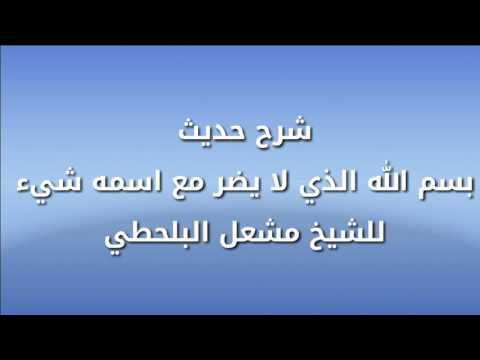 شرح حديث
بسم الله الذي لا يضر مع اسمه شيء
للشيخ مشعل البلحطي